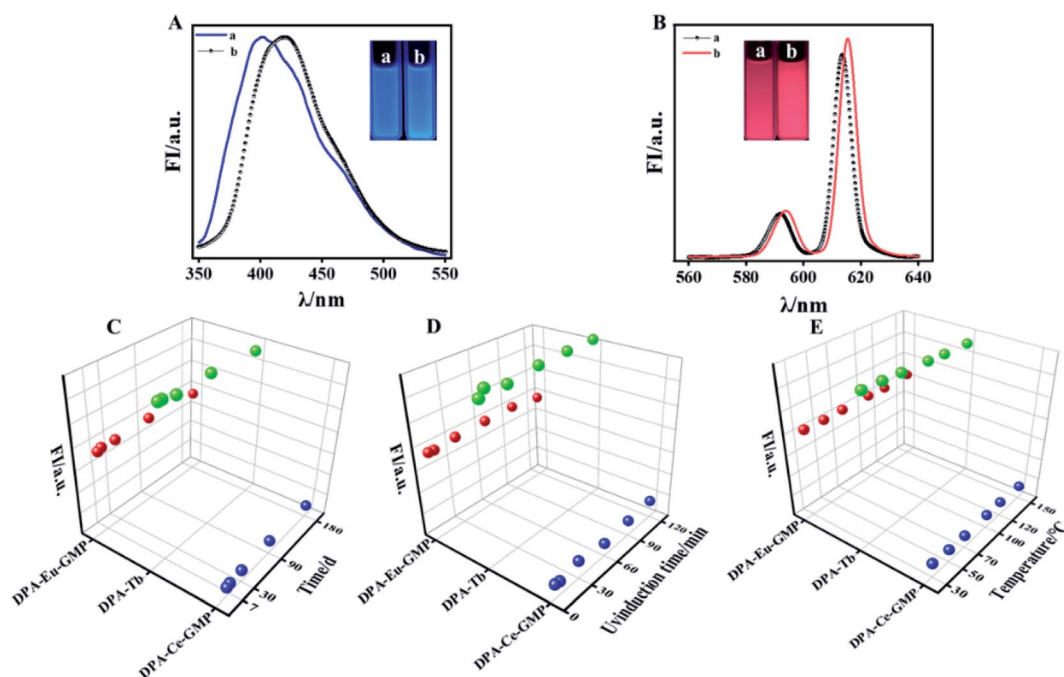 A
a
b
a b
FI/a.u.
350 400 450 500 550
λ/nm
B
a
b
a b
FI/a.u.
560 580 600 620 640
λ/nm
C
FI/a.u.
DPA-Eu-GMP
DPA-Tb
DPA-Ce-GMP
7
30
90
180
Time/d
D
FI/a.u.
DPA-Eu-GMP
DPA-Tb
DPA-Ce-GMP
0
30
60
90
120
Uvinduction time/min
E
FI/a.u.
DPA-Eu-GMP
DPA-Tb
DPA-Ce-GMP
30
50
70
100
120
150
Temperature/℃